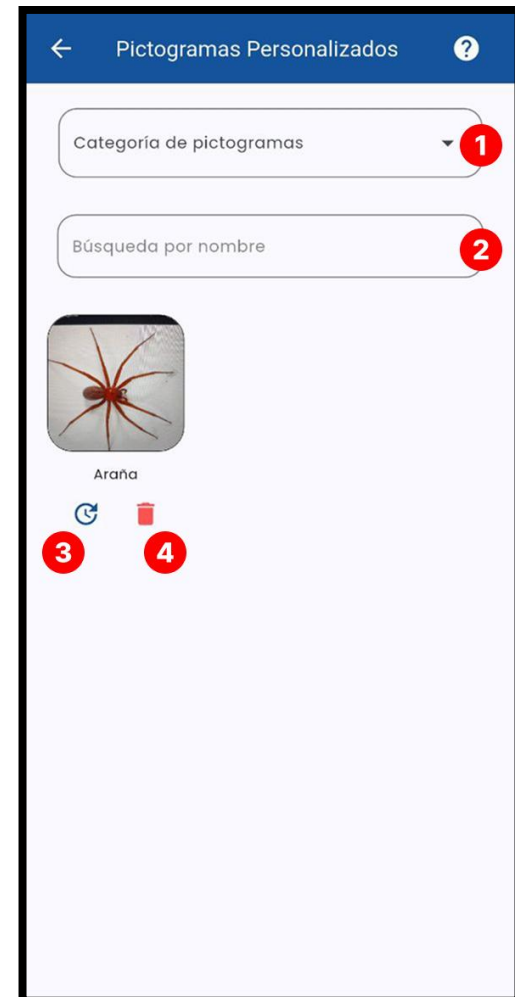 Pictogramas Personalizados ?
Categoría de pictogramas 1
Búsqueda por nombre 2
Araña
3 4